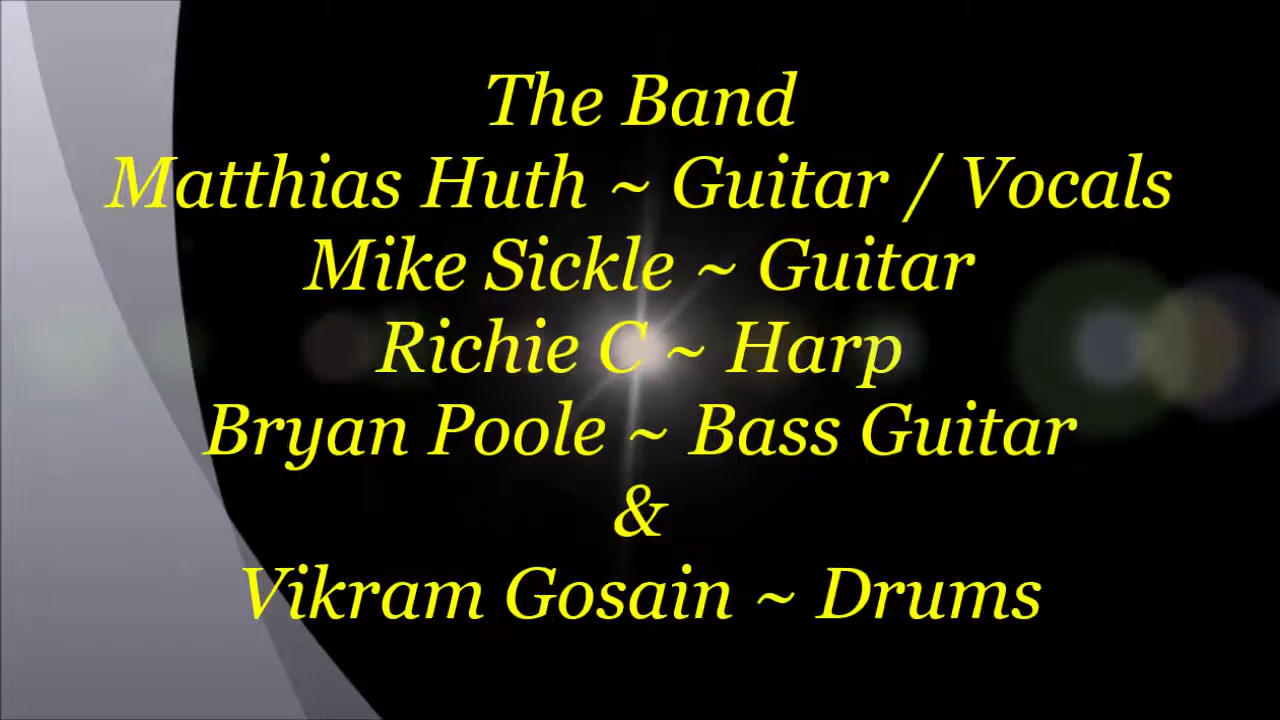 The Band
Matthias Huth ~ Guitar / Vocals
Mike Sickle ~ Guitar
Richie C ~ Harp
Bryan Poole ~ Bass Guitar
&
Vikram Gosain ~ Drums